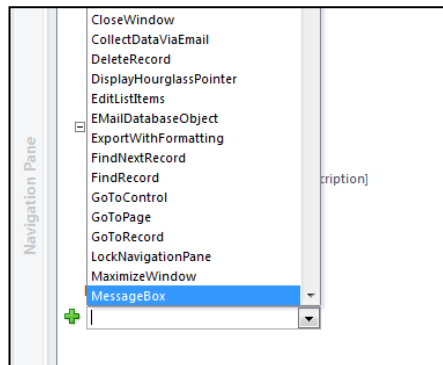 CloseWindow
CollectDataViaEmail
DeleteRecord
DisplayHourglassPointer
EditListItems
EMailDatabaseObject
ExportWithFormatting
FindNextRecord
FindRecord
cription]
GoToControl
GoToPage
GoToRecord
LockNavigationPane
MaximizeWindow
MessageBox
Navigation Pane